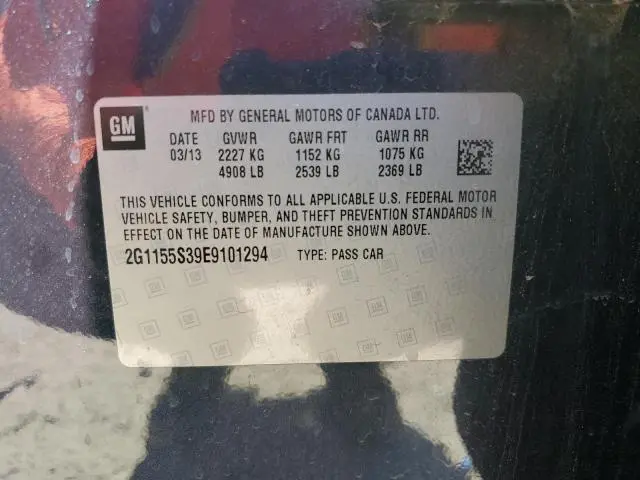 GM
MFD BY GENERAL MOTORS OF CANADA LTD.
DATE GVWR GAWR FRT GAWR RR
03/13 2227 KG 1152 KG 1075 KG
4908 LB 2539 LB 2369 LB
THIS VEHICLE CONFORMS TO ALL APPLICABLE U.S. FEDERAL MOTOR
VEHICLE SAFETY, BUMPER, AND THEFT PREVENTION STANDARDS IN
EFFECT ON THE DATE OF MANUFACTURE SHOWN ABOVE.
2G1155S39E9101294 TYPE: PASS CAR